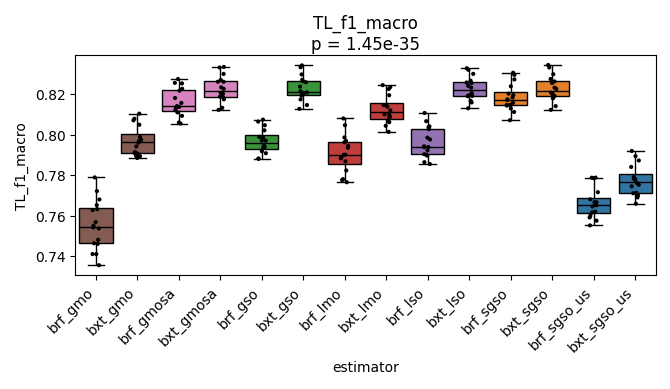 TL_f1_macro
p = 1.45e-35
TL_f1_macro
0.82
0.80
0.78
0.76
0.74
brf_gmo
bxt_gmo
brf_gmosa
bxt_gmosa
brf_gso
bxt_gso
brf_lmo
bxt_lmo
brf_lso
bxt_lso
brf_sgso
bxt_sgso
brf_sgso_us
bxt_sgso_us
estimator